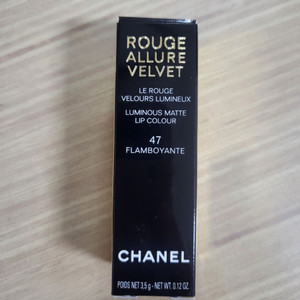 ROUGE
ALLURE
VELVET
LE ROUGE
VELOURS LUMINEUX
LUMINOUS MATTE
LIP COLOUR
47
FLAMBOYANTE
CHANEL
POIDS NET 3,5 g - NET WT. 0.12 OZ.